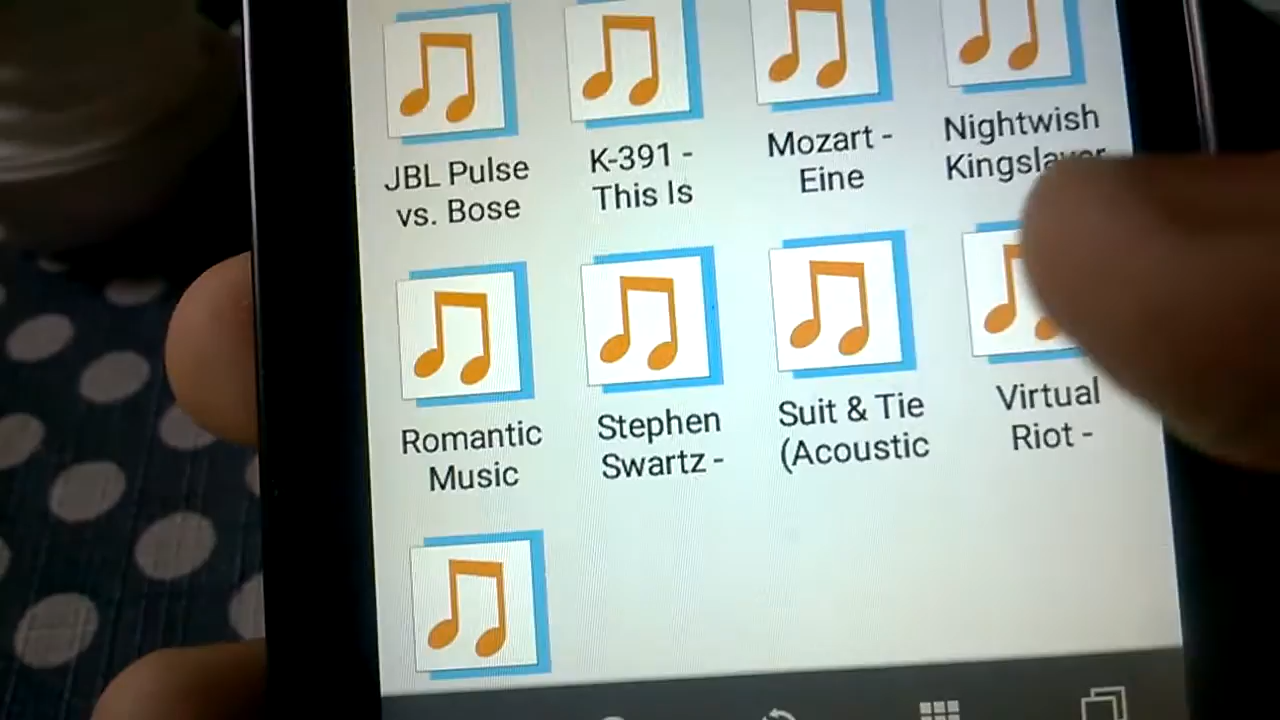 JBL Pulse
vs. Bose
K-391 -
This Is
Mozart -
Eine
Nightwish
Kingslayer
Romantic
Music
Stephen
Swartz -
Suit & Tie
(Acoustic
Virtual
Riot -